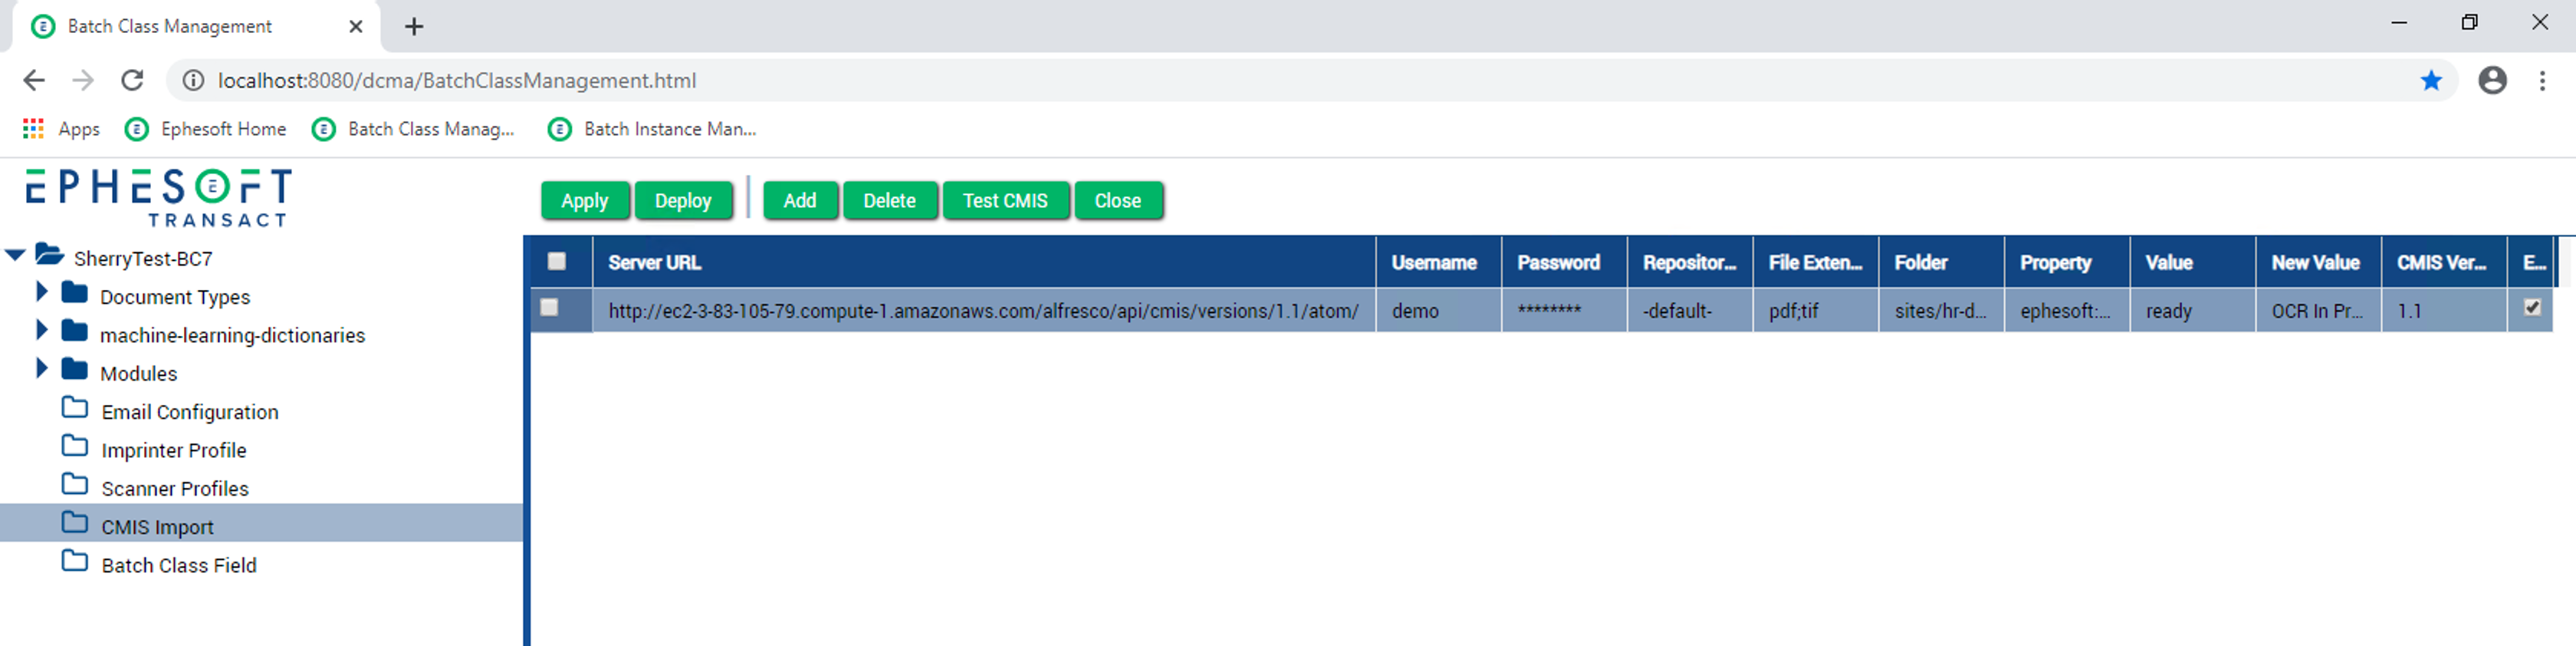 Batch Class Management
localhost:8080/dcma/BatchClassManagement.html
Apps Ephesoft Home Batch Class Manag... Batch Instance Man...
EPHESOFT
TRANSACT
Apply Deploy Add Delete Test CMIS Close
SherryTest-BC7
Document Types
machine-learning-dictionaries
Modules
Email Configuration
Imprinter Profile
Scanner Profiles
CMIS Import
Batch Class Field
Server URL Username Password Repositor... File Exten... Folder Property Value New Value CMIS Ver... E...
http://ec2-3-83-105-79.compute-1.amazonaws.com/alfresco/api/cmis/versions/1.1/atom/ demo ******** -default- pdf;tif sites/hr-d... ephesoft:... ready OCR In Pr... 1.1